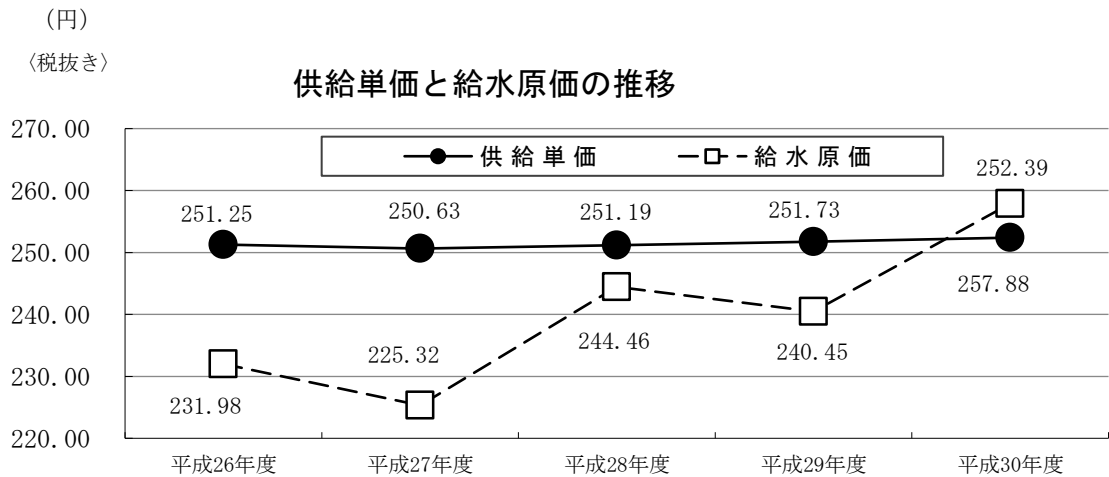 （円）
〈税抜き〉
供給単価と給水原価の推移
270.00
供給単価 給水原価
252.39
260.00
251.25 250.63 251.19 251.73
250.00
257.88
240.00
244.46
225.32 240.45
230.00
231.98
220.00
平成26年度 平成27年度 平成28年度 平成29年度 平成30年度